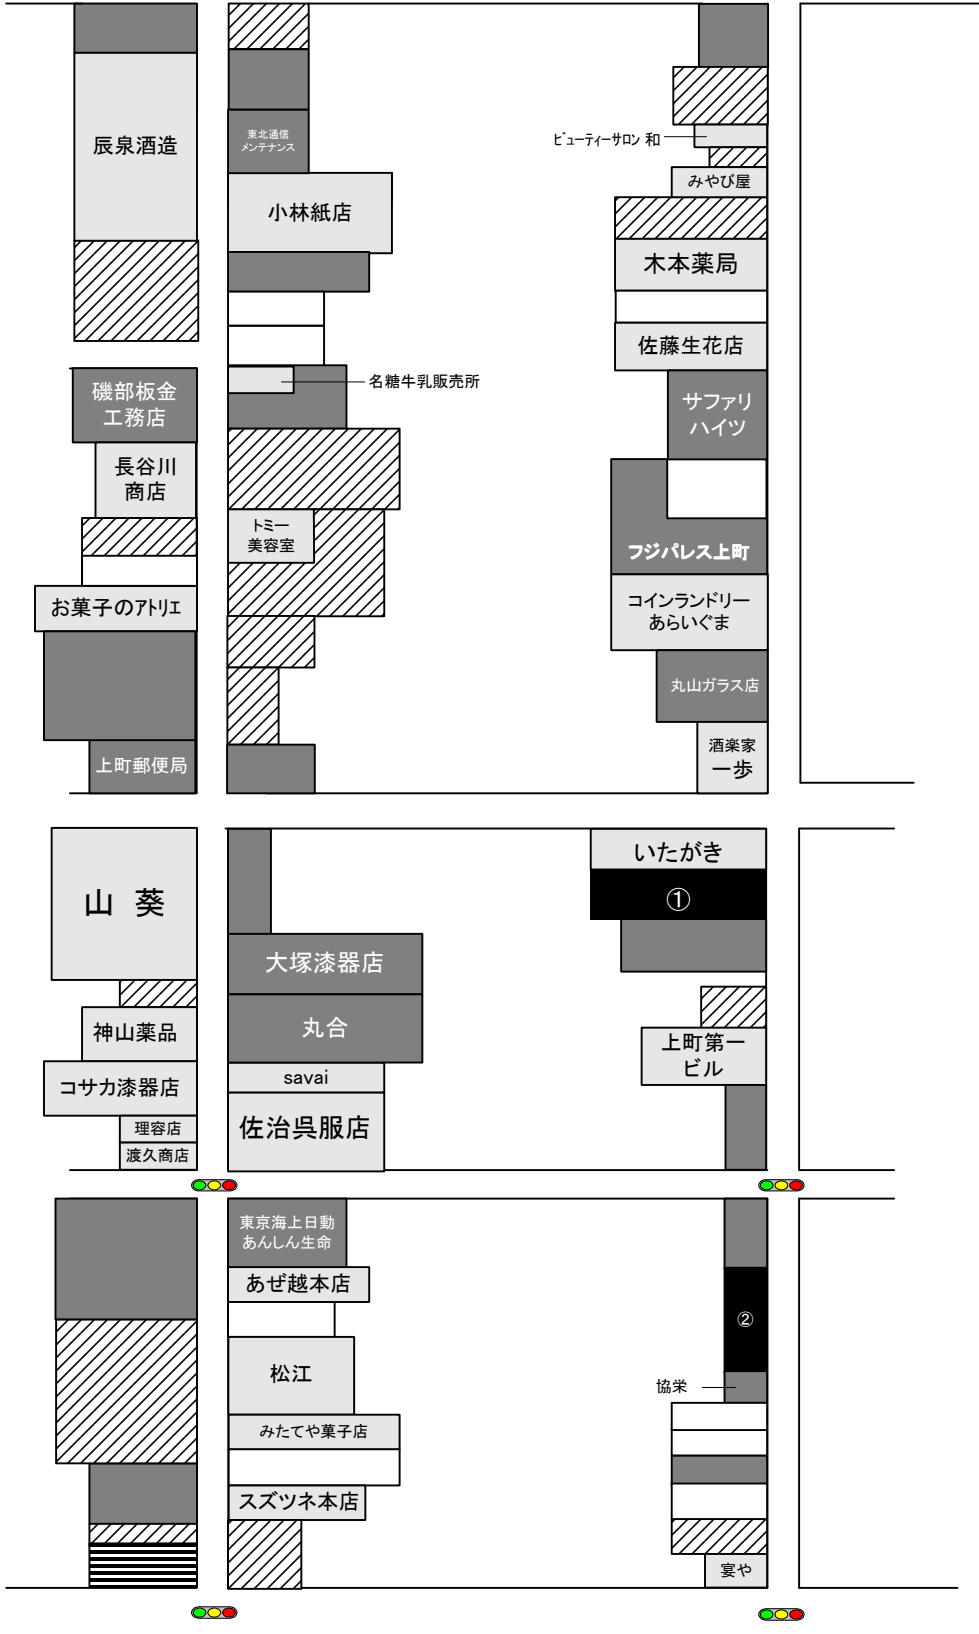 辰泉酒造
東北通信
メンテナンス
小林紙店
名糖牛乳販売所
磯部板金
工務店
長谷川
商店
トミー
美容室
お菓子のアトリエ
上町郵便局
ビューティーサロン 和
みやび屋
木本薬局
佐藤生花店
サファリ
ハイツ
フジパレス上町
コインランドリー
あらいぐま
丸山ガラス店
酒楽家
一歩
山 葵
神山薬品
コサカ漆器店
理容店
渡久商店
大塚漆器店
丸合
savai
佐治呉服店
いたがき
①
上町第一
ビル
東京海上日動
あんしん生命
あぜ越本店
松江
みたてや菓子店
スズツネ本店
②
協栄
宴や